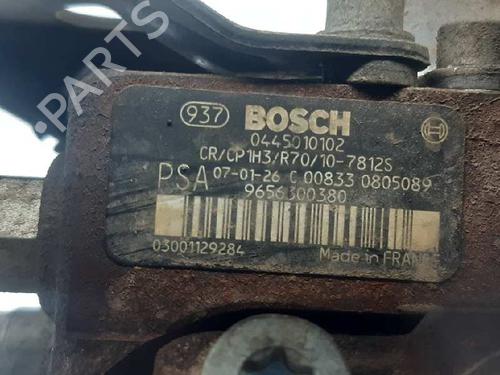 B-PARTS
937 BOSCH
0445010102
CR/CP1H3/R70/10-7812S
PSA 07-01-26 C 00833 0805089
9656300380
03001129284 Made in FRANCE